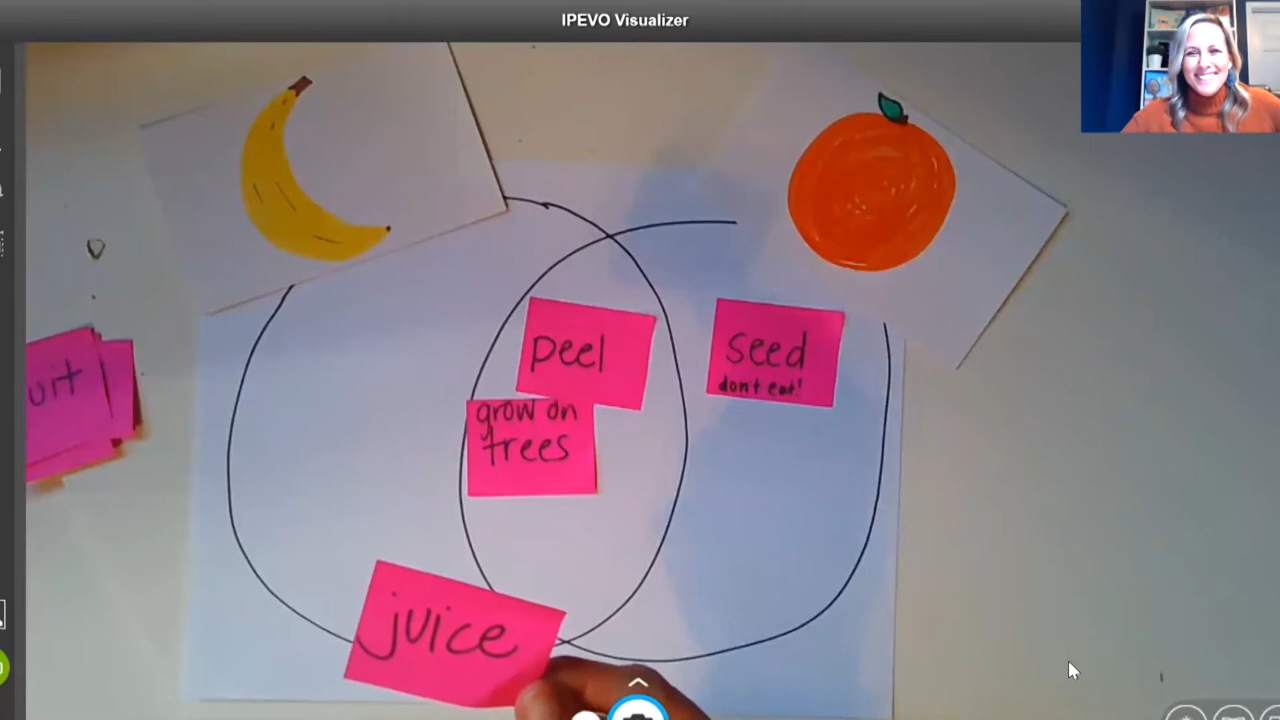 IPEVO Visualizer
peel
seed
don't eat!
grow on
trees
uit
juice